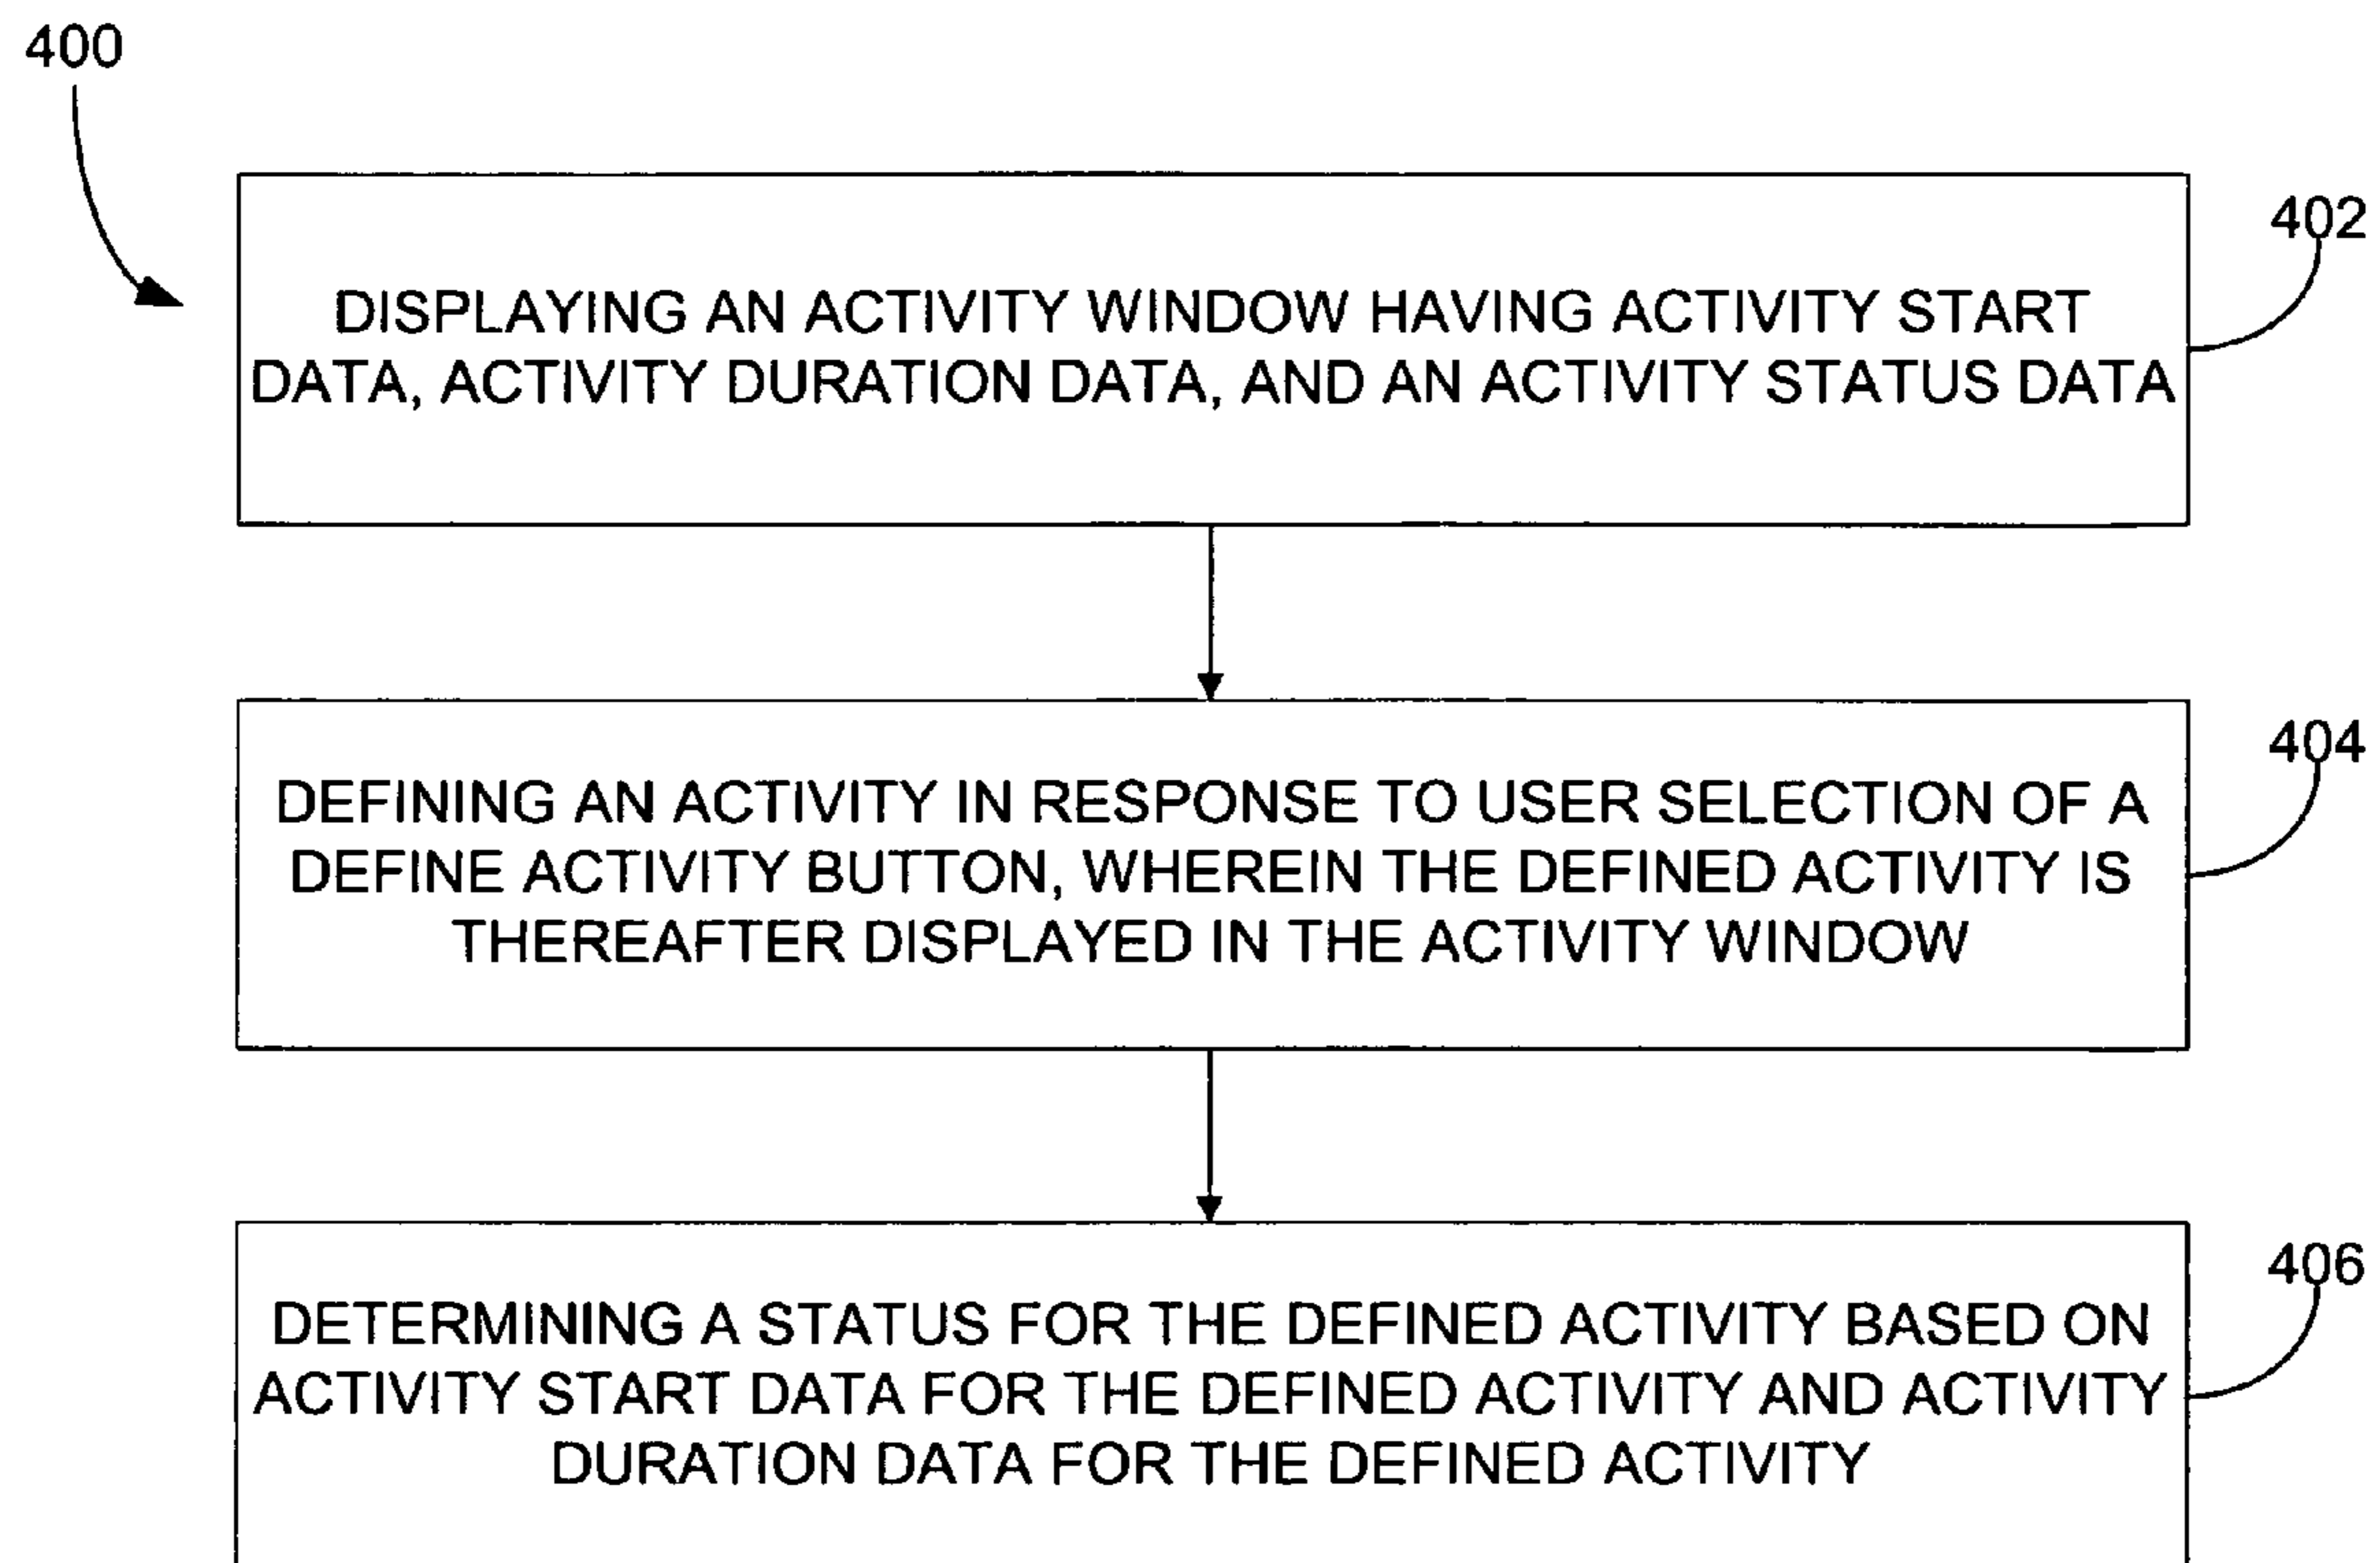 400
402
DISPLAYING AN ACTIVITY WINDOW HAVING ACTIVITY START
DATA, ACTIVITY DURATION DATA, AND AN ACTIVITY STATUS DATA
404
DEFINING AN ACTIVITY IN RESPONSE TO USER SELECTION OF A
DEFINE ACTIVITY BUTTON, WHEREIN THE DEFINED ACTIVITY IS
THEREAFTER DISPLAYED IN THE ACTIVITY WINDOW
406
DETERMINING A STATUS FOR THE DEFINED ACTIVITY BASED ON
ACTIVITY START DATA FOR THE DEFINED ACTIVITY AND ACTIVITY
DURATION DATA FOR THE DEFINED ACTIVITY